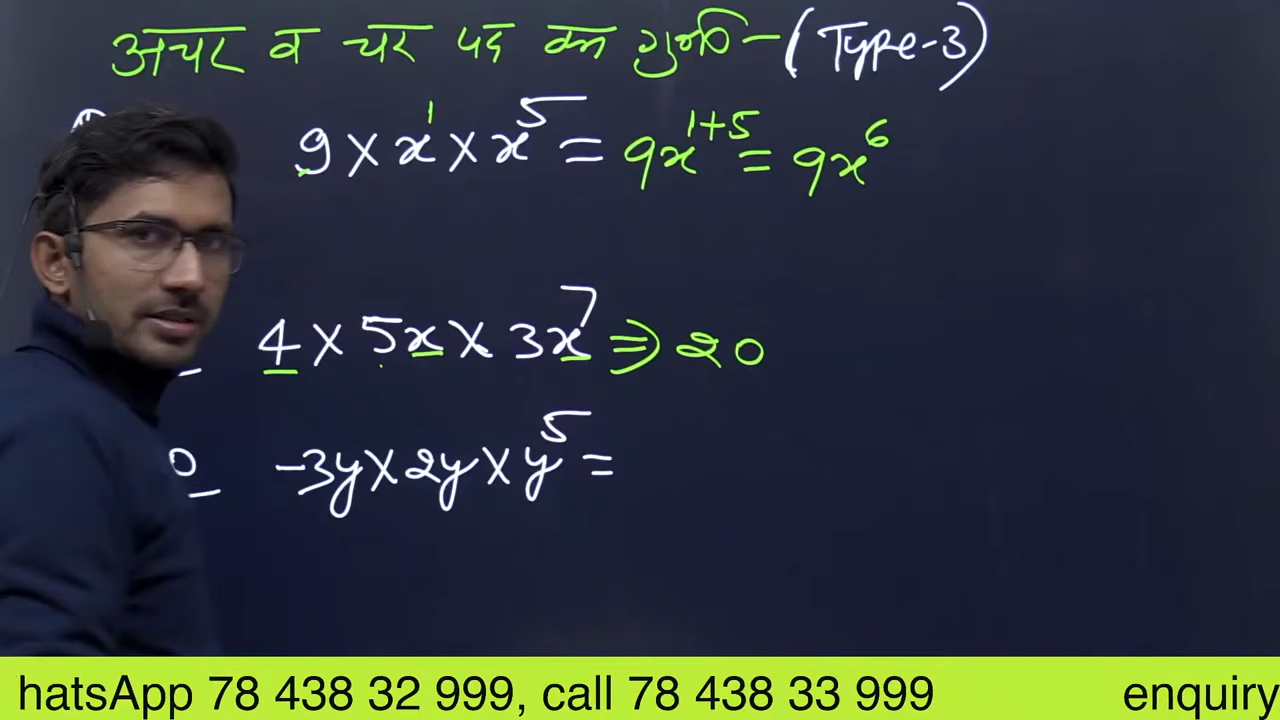 अचर व चर पद का गुणा - (Type-3)
9 × x¹ × x⁵ = 9x¹⁺⁵ = 9x⁶
4 × 5x × 3x⁷ ⇒ 20
-3y × 2y × y⁵ =
hatsApp 78 438 32 999, call 78 438 33 999 enquiry